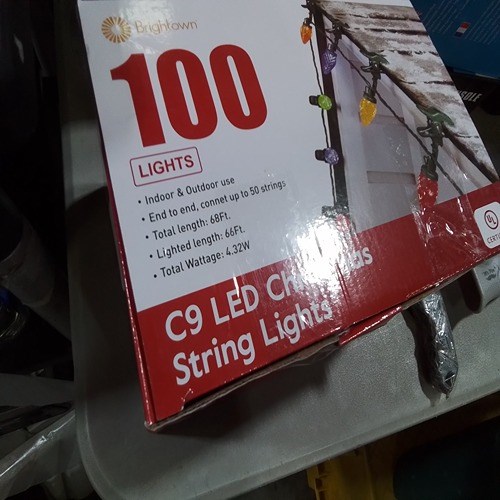 Brightown
100
LIGHTS
• Indoor & Outdoor use
• End to end, connet up to 50 strings
• Total length: 68Ft.
• Lighted length: 66Ft.
• Total Wattage: 4.32W
C9 LED Christmas
String Lights
UL